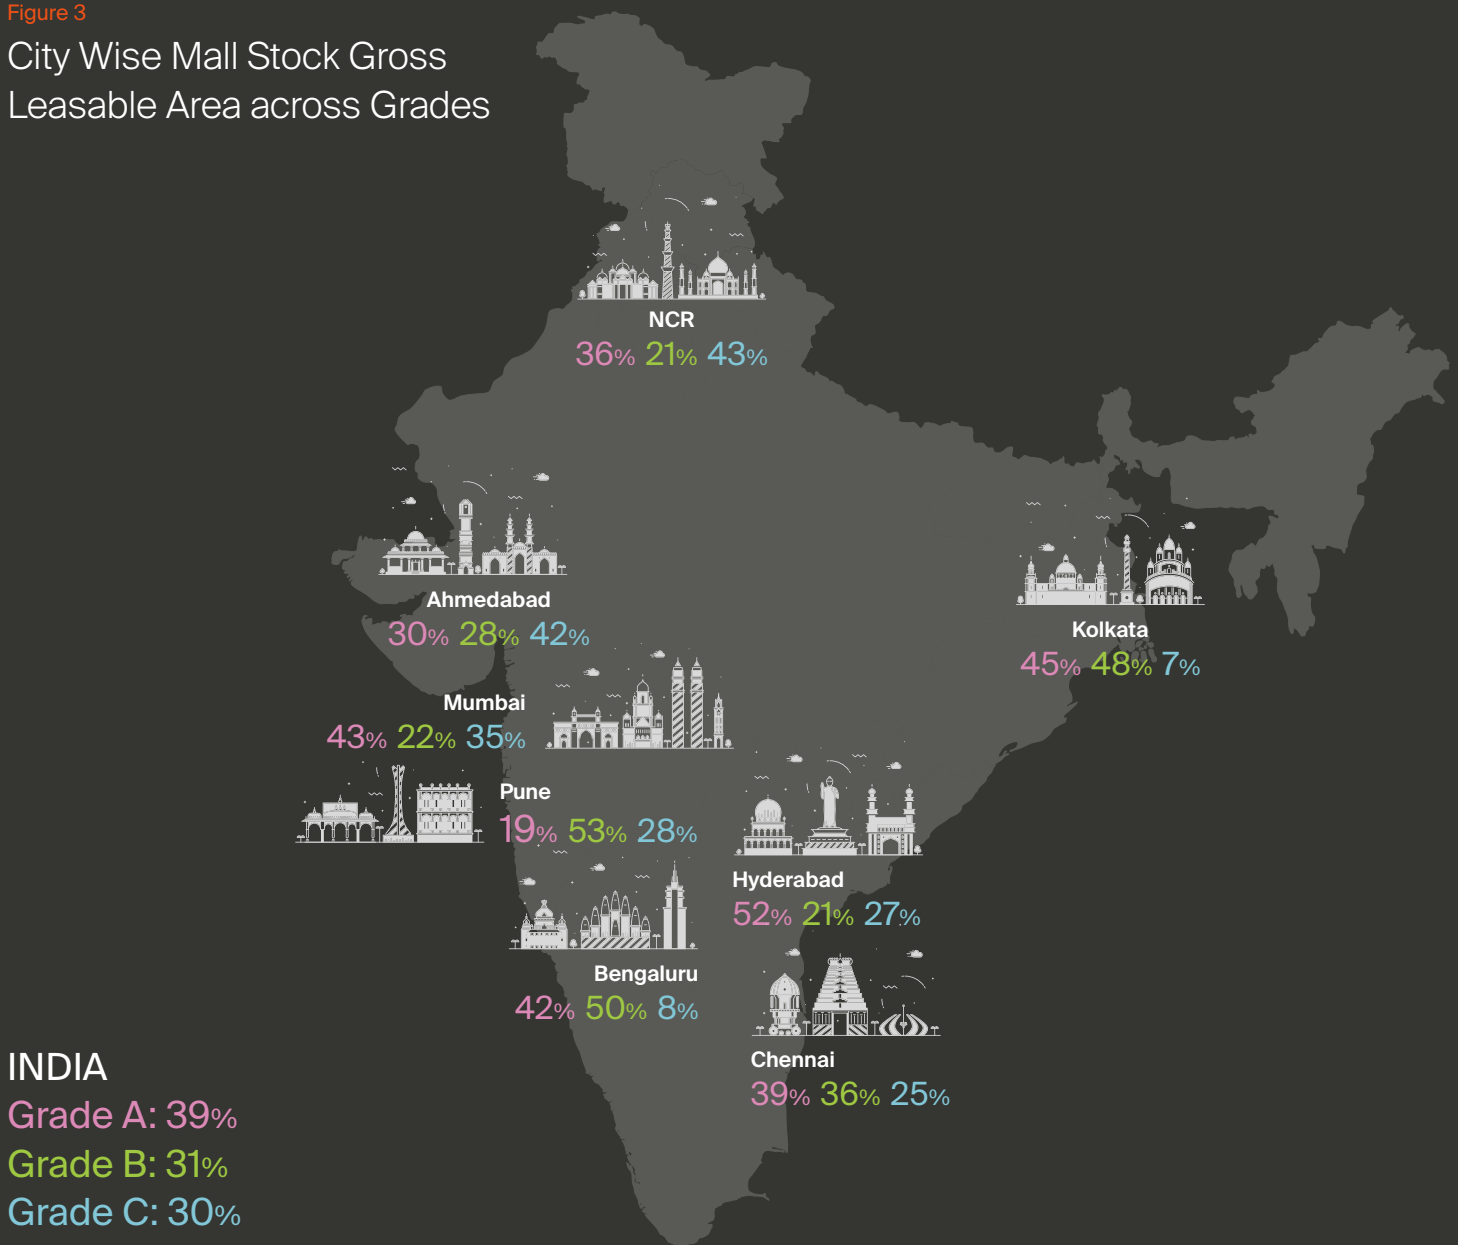 Figure 3
City Wise Mall Stock Gross
Leasable Area across Grades
NCR
36% 21% 43%
Ahmedabad
30% 28% 42%
Kolkata
45% 48% 7%
Mumbai
43% 22% 35%
Pune
19% 53% 28%
Hyderabad
52% 21% 27%
Bengaluru
42% 50% 8%
Chennai
39% 36% 25%
INDIA
Grade A: 39%
Grade B: 31%
Grade C: 30%